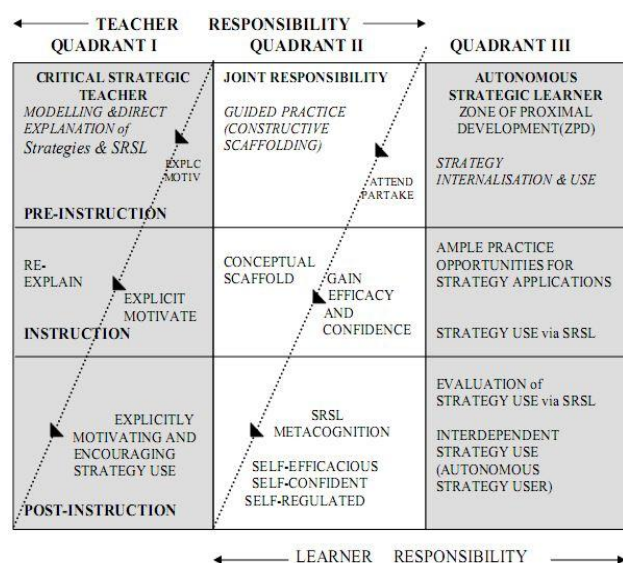 TEACHER RESPONSIBILITY
QUADRANT I QUADRANT II QUADRANT III
CRITICAL STRATEGIC
TEACHER
MODELLING &DIRECT
EXPLANATION of
Strategies & SRSL
EXPLC
MOTIV
PRE-INSTRUCTION
JOINT RESPONSIBILITY
GUIDED PRACTICE
(CONSTRUCTIVE
SCAFFOLDING)
ATTEND
PARTAKE
AUTONOMOUS
STRATEGIC LEARNER
ZONE OF PROXIMAL
DEVELOPMENT(ZPD)
STRATEGY
INTERNALISATION & USE
RE-
EXPLAIN
EXPLICIT
MOTIVATE
INSTRUCTION
CONCEPTUAL
SCAFFOLD
GAIN
EFFICACY
AND
CONFIDENCE
AMPLE PRACTICE
OPPORTUNITIES FOR
STRATEGY APPLICATIONS
STRATEGY USE via SRSL
EXPLICITLY
MOTIVATING AND
ENCOURAGING
STRATEGY USE
POST-INSTRUCTION
SRSL
METACOGNITION
SELF-EFFICACIOUS
SELF-CONFIDENT
SELF-REGULATED
EVALUATION of
STRATEGY USE via SRSL
INTERDEPENDENT
STRATEGY USE
(AUTONOMOUS
STRATEGY USER)
LEARNER RESPONSIBILITY